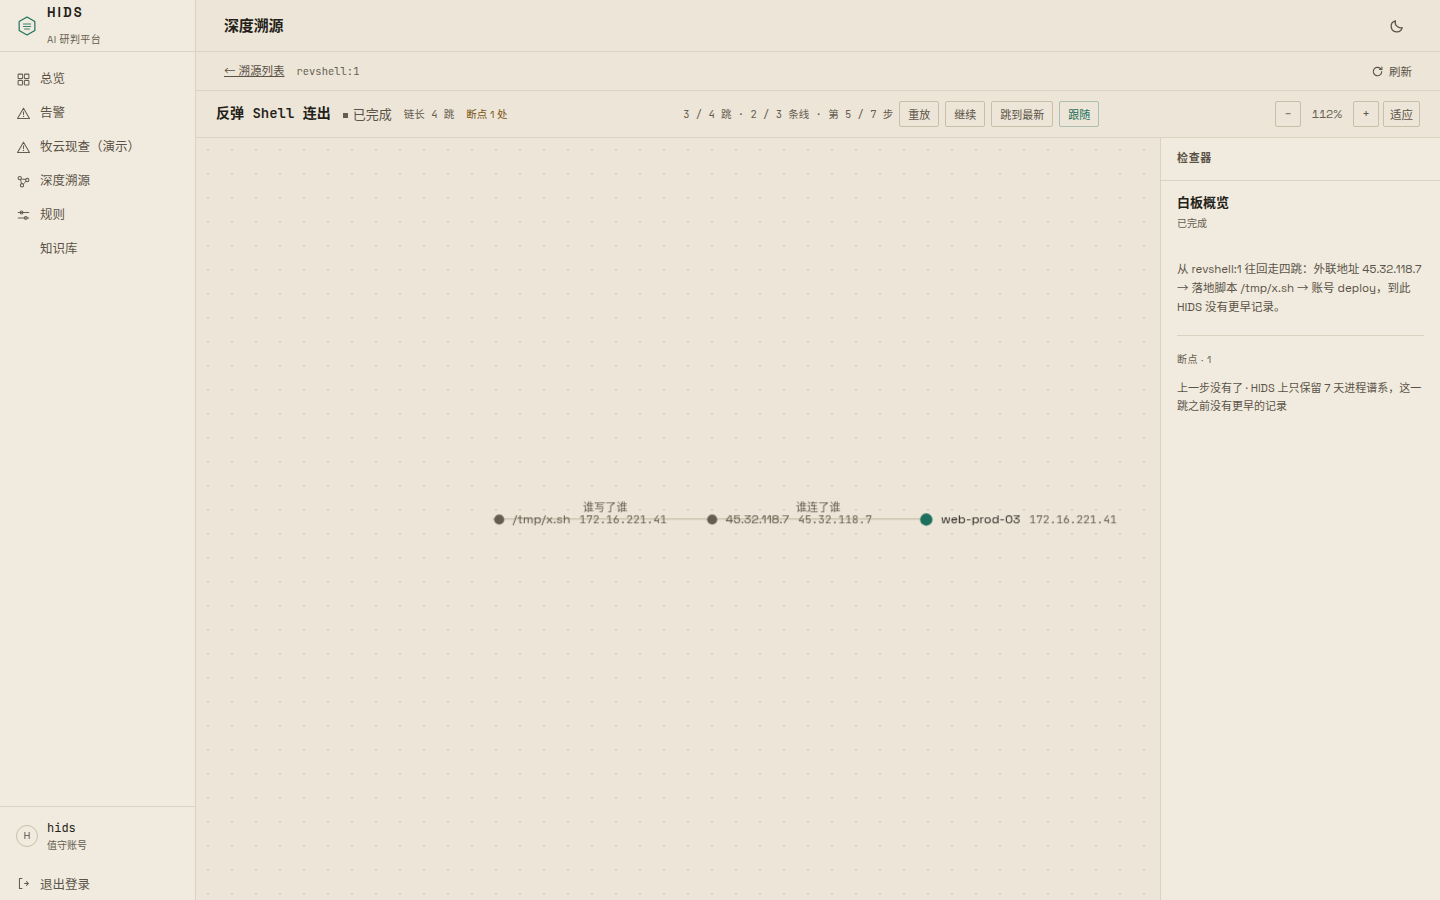 HIDS
AI 研判平台
总览
告警
牧云现查（演示）
深度溯源
规则
知识库
H
hids
值守账号
退出登录
深度溯源
← 溯源列表 revshell:1
刷新
反弹 Shell 连出 已完成 链长 4 跳 断点 1 处
3 / 4 跳 · 2 / 3 条线 · 第 5 / 7 步 重放 继续 跳到最新 跟随
− 112% + 适应
谁写了谁 谁连了谁
/tmp/x.sh 172.16.221.41 45.32.118.7 45.32.118.7 web-prod-03 172.16.221.41
检查器
白板概览
已完成
从 revshell:1 往回走四跳：外联地址 45.32.118.7
→ 落地脚本 /tmp/x.sh → 账号 deploy，到此
HIDS 没有更早记录。
断点 · 1
上一步没有了 · HIDS 上只保留 7 天进程谱系，这一
跳之前没有更早的记录